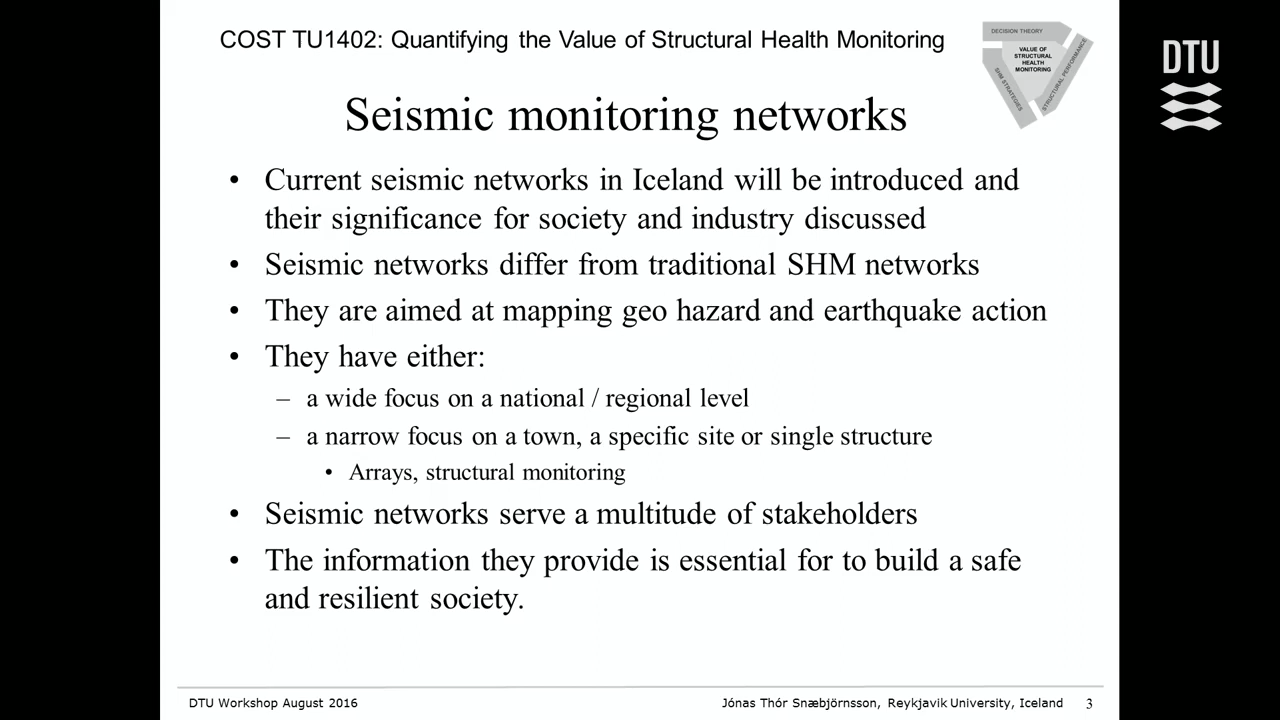 COST TU1402: Quantifying the Value of Structural Health Monitoring
DECISION THEORY
VALUE OF
STRUCTURAL
HEALTH
MONITORING
SHM STRATEGIES
STRUCTURAL PERFORMANCE
DTU
Seismic monitoring networks
• Current seismic networks in Iceland will be introduced and
their significance for society and industry discussed
• Seismic networks differ from traditional SHM networks
• They are aimed at mapping geo hazard and earthquake action
• They have either:
– a wide focus on a national / regional level
– a narrow focus on a town, a specific site or single structure
• Arrays, structural monitoring
• Seismic networks serve a multitude of stakeholders
• The information they provide is essential for to build a safe
and resilient society.
DTU Workshop August 2016
Jónas Thór Snæbjörnsson, Reykjavik University, Iceland 3